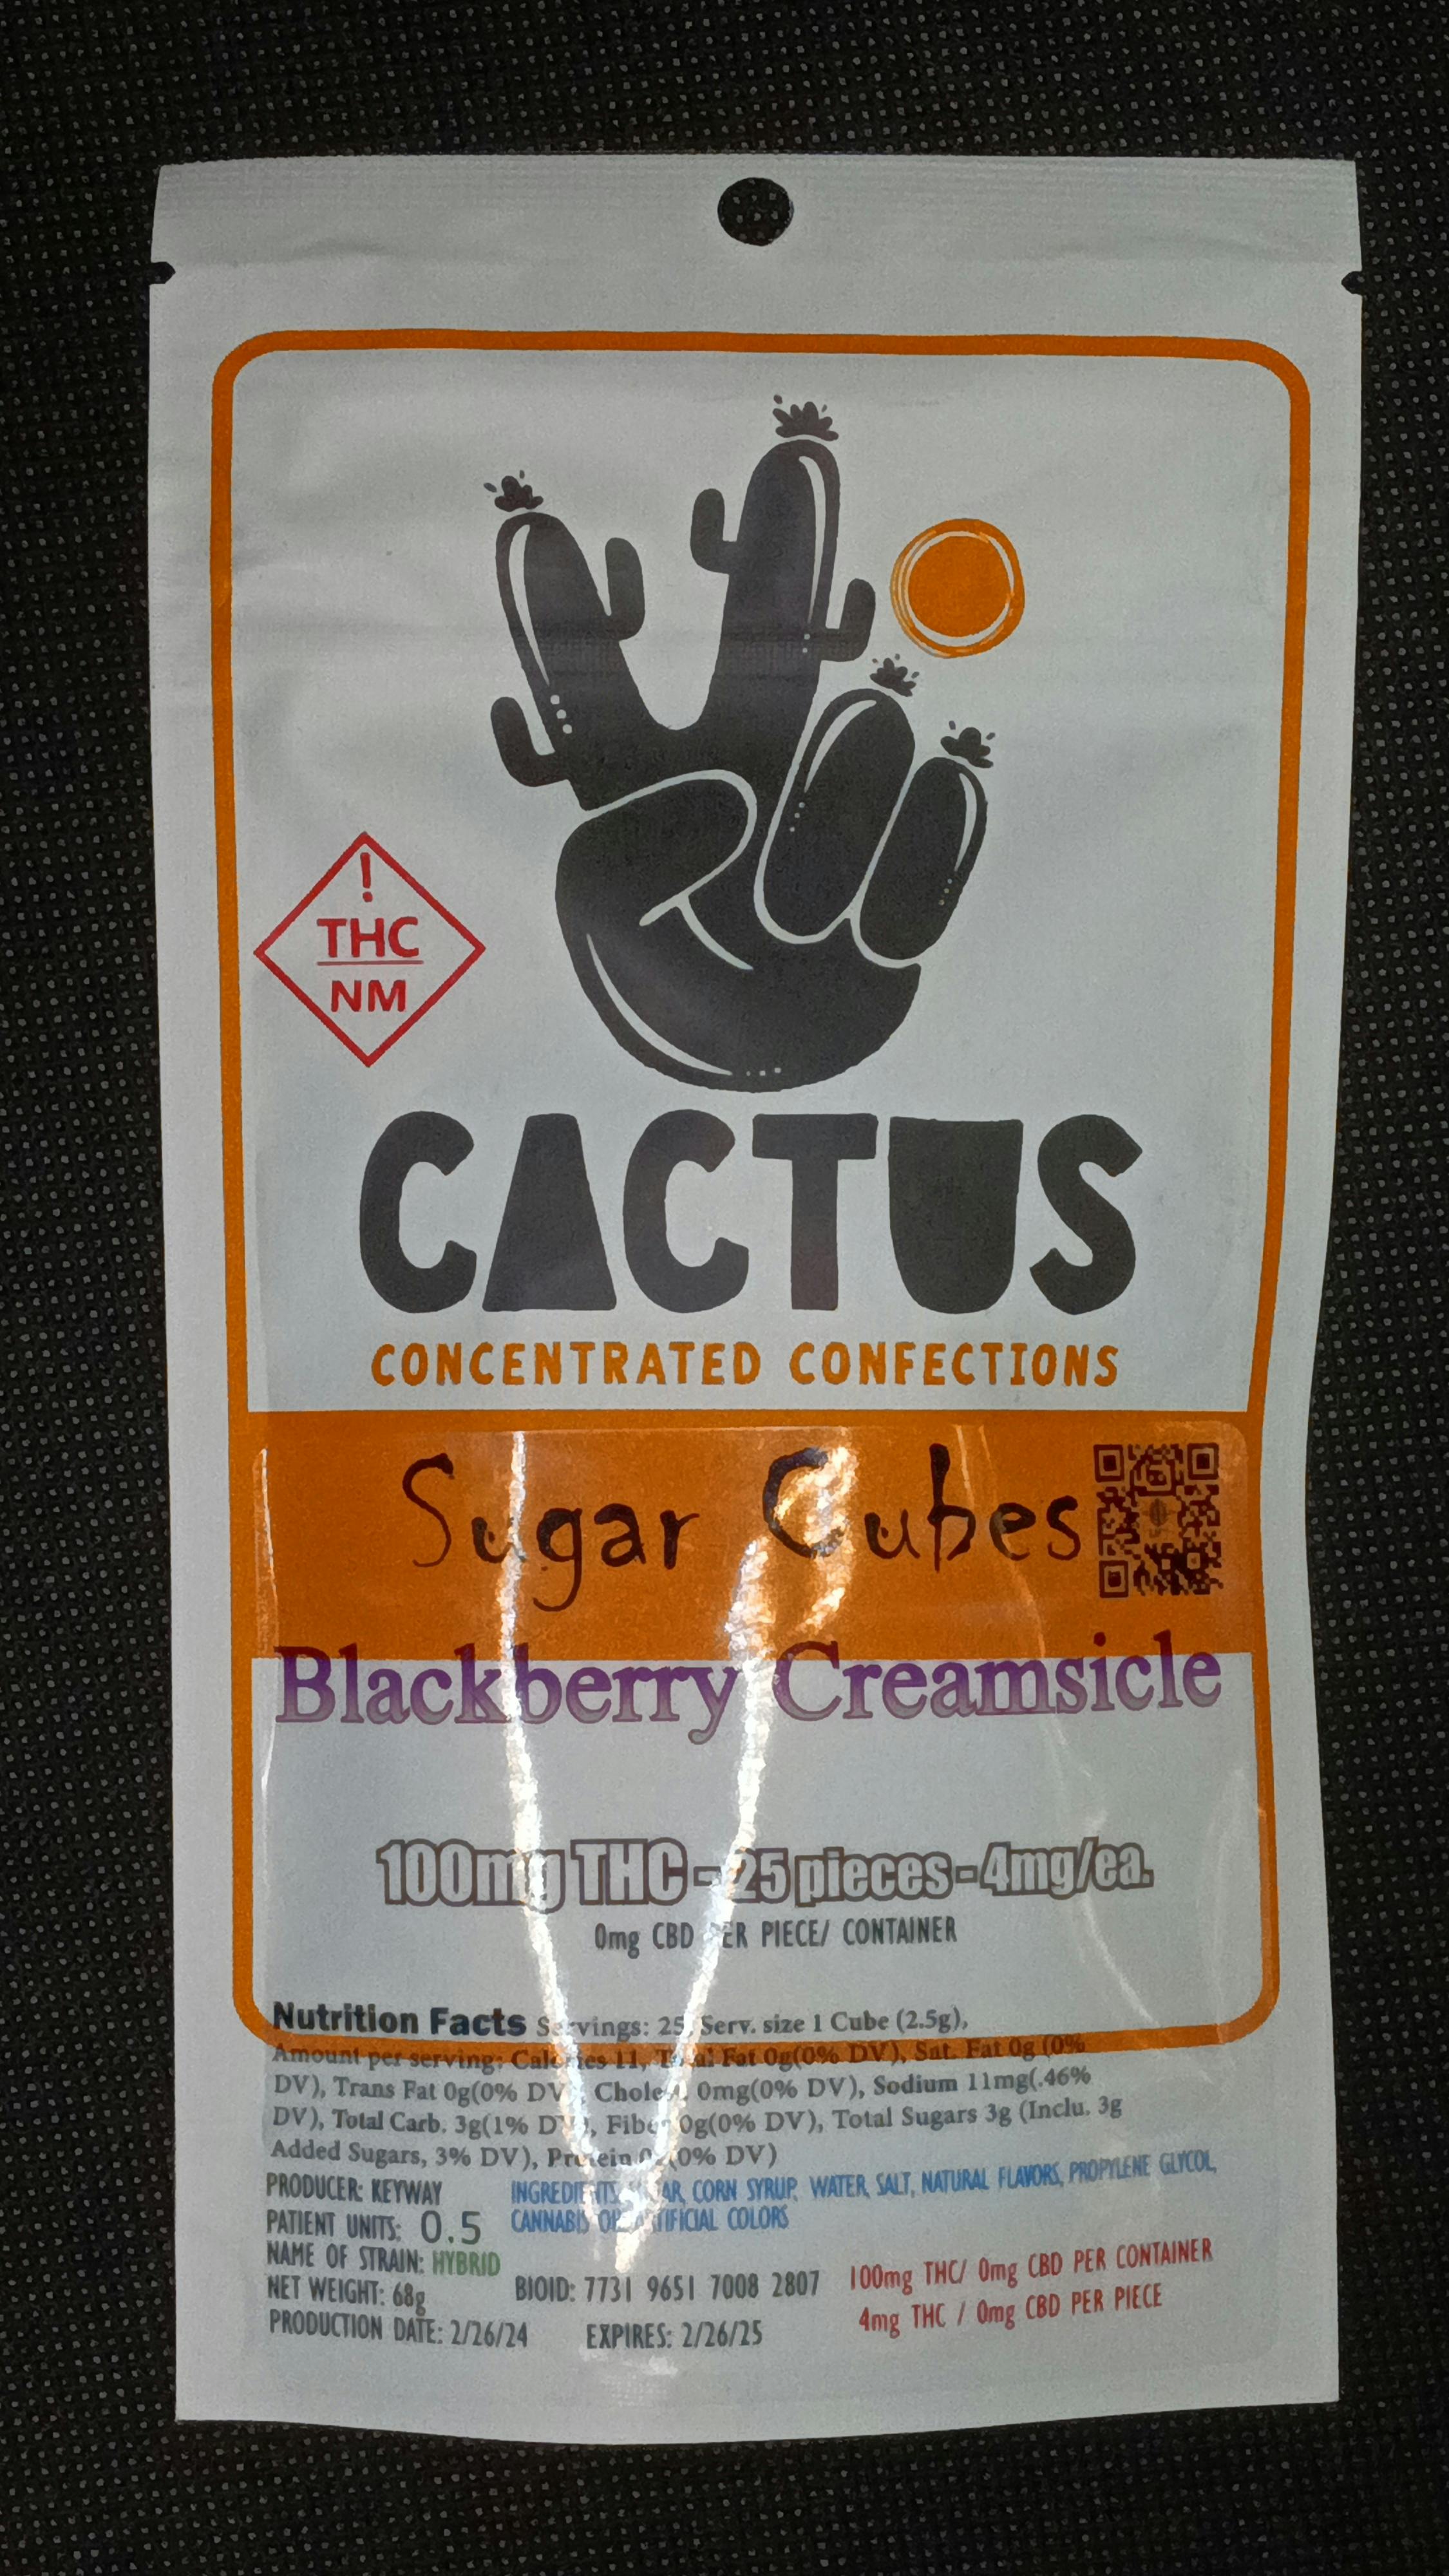 !
THC
NM
CACTUS
CONCENTRATED CONFECTIONS
Sugar Cubes
Blackberry Creamsicle
100mg THC - 25 pieces - 4mg/ea.
0mg CBD PER PIECE/ CONTAINER
Nutrition Facts Servings: 25, Serv. size 1 Cube (2.5g),
Amount per serving: Calories 11, Total Fat 0g(0% DV), Sat. Fat 0g (0%
DV), Trans Fat 0g(0% DV), Cholest. 0mg(0% DV), Sodium 11mg(.46%
DV), Total Carb. 3g(1% DV), Fiber 0g(0% DV), Total Sugars 3g (Inclu. 3g
Added Sugars, 3% DV), Protein 0g(0% DV)
PRODUCER: KEYWAY
PATIENT UNITS: 0.5
NAME OF STRAIN: HYBRID
NET WEIGHT: 68g
PRODUCTION DATE: 2/26/24
INGREDIENTS: SUGAR, CORN SYRUP, WATER, SALT, NATURAL FLAVORS, PROPYLENE GLYCOL,
CANNABIS ARTIFICIAL COLORS
BIOID: 7731 9651 7008 2807
EXPIRES: 2/26/25
100mg THC/ 0mg CBD PER CONTAINER
4mg THC / 0mg CBD PER PIECE